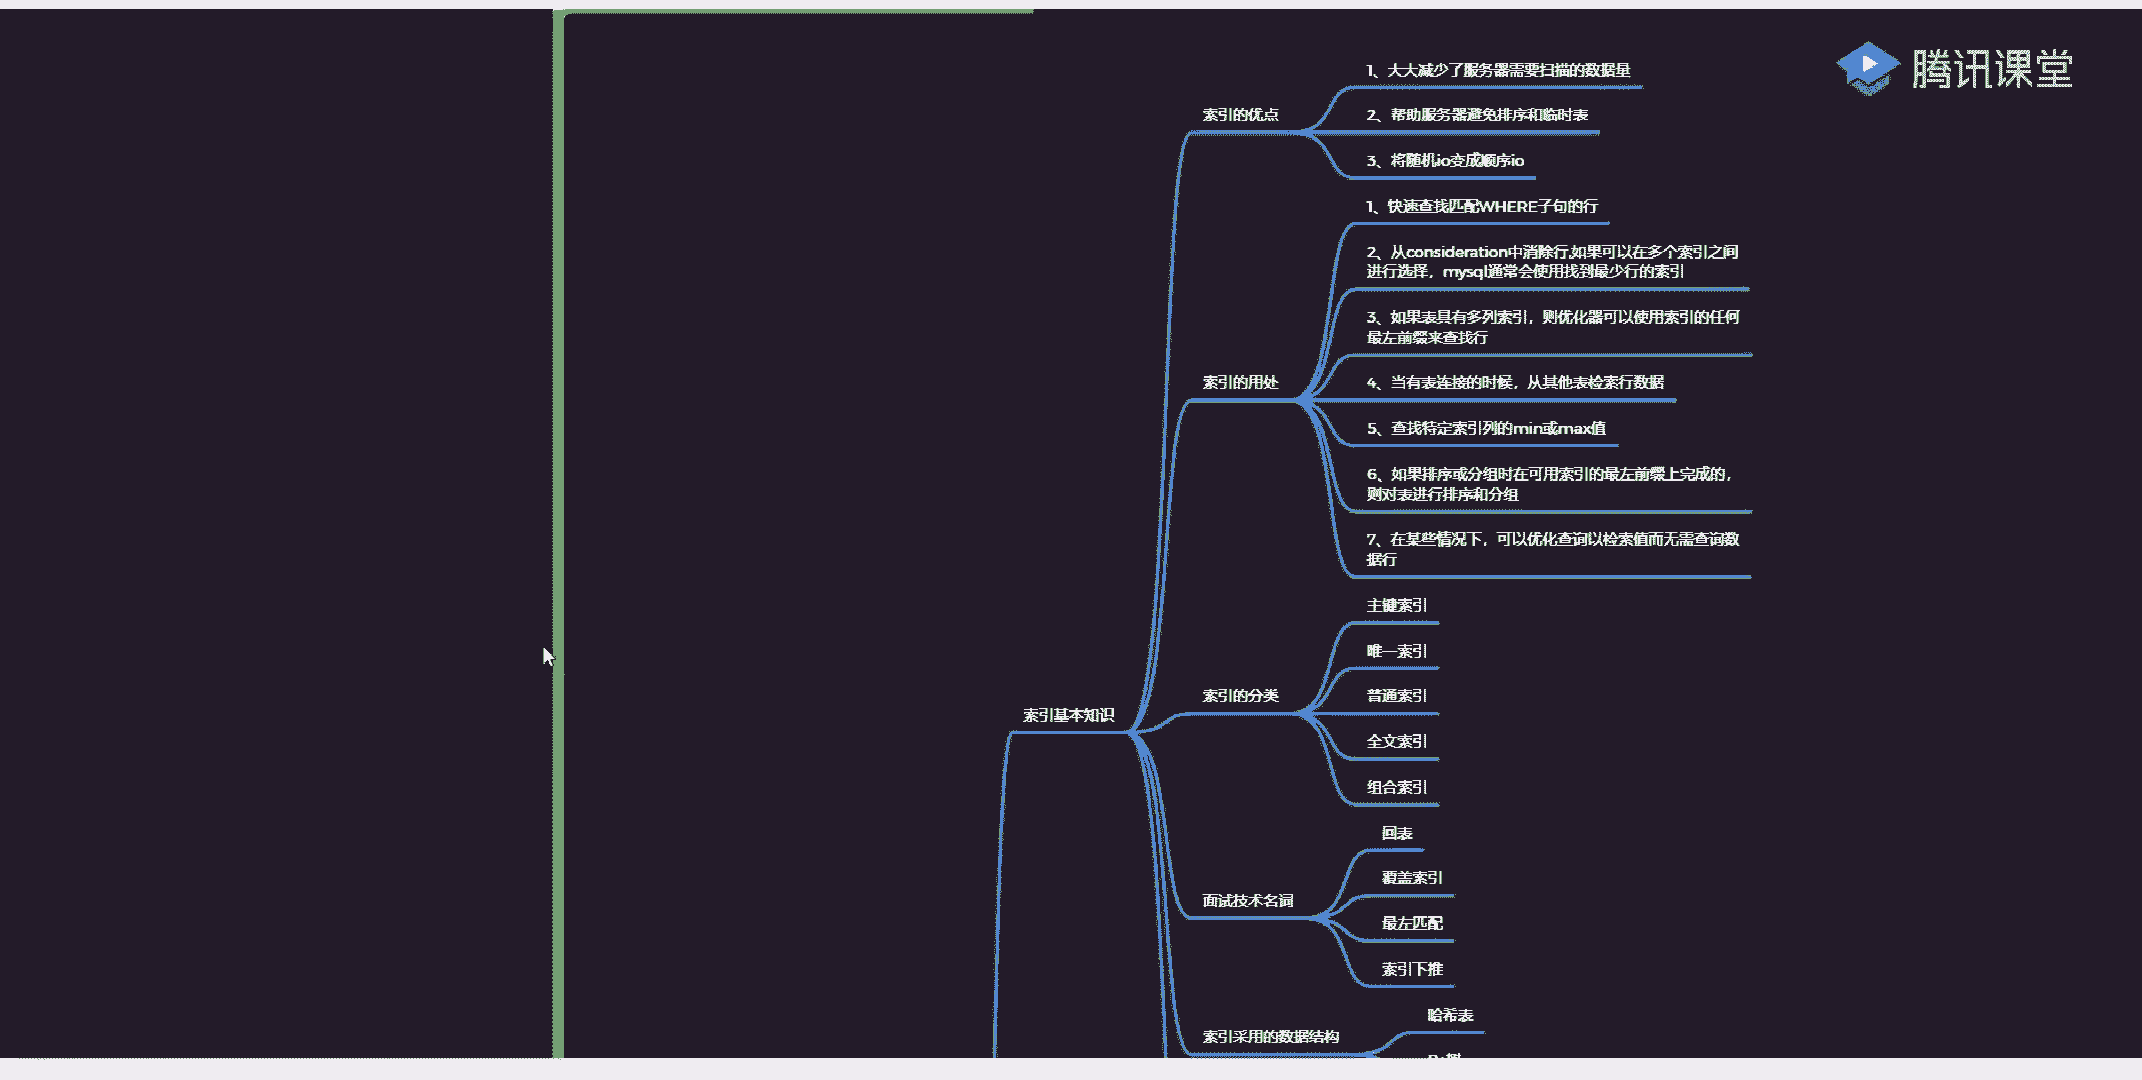 腾讯课堂
索引基本知识
索引的优点
1、大大减少了服务器需要扫描的数据量
2、帮助服务器避免排序和临时表
3、将随机io变成顺序io
索引的用处
1、快速查找匹配WHERE子句的行
2、从consideration中消除行,如果可以在多个索引之间
进行选择，mysql通常会使用找到最少行的索引
3、如果表具有多列索引，则优化器可以使用索引的任何
最左前缀来查找行
4、当有表连接的时候，从其他表检索行数据
5、查找特定索引列的min或max值
6、如果排序或分组时在可用索引的最左前缀上完成的，
则对表进行排序和分组
7、在某些情况下，可以优化查询以检索值而无需查询数
据行
索引的分类
主键索引
唯一索引
普通索引
全文索引
组合索引
面试技术名词
回表
覆盖索引
最左匹配
索引下推
索引采用的数据结构
哈希表